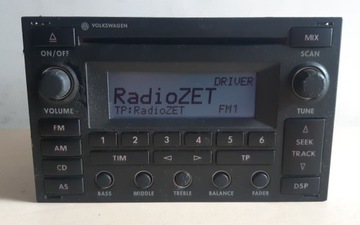 VOLKSWAGEN
MIX
ON/OFF
SCAN
DRIVER
RadioZET
TP:RadioZET FM1
VOLUME
TUNE
FM
1 2 3 4 5 6
AM
TIM
TP
SEEK
TRACK
CD
AS
BASS MIDDLE TREBLE BALANCE FADER
DSP